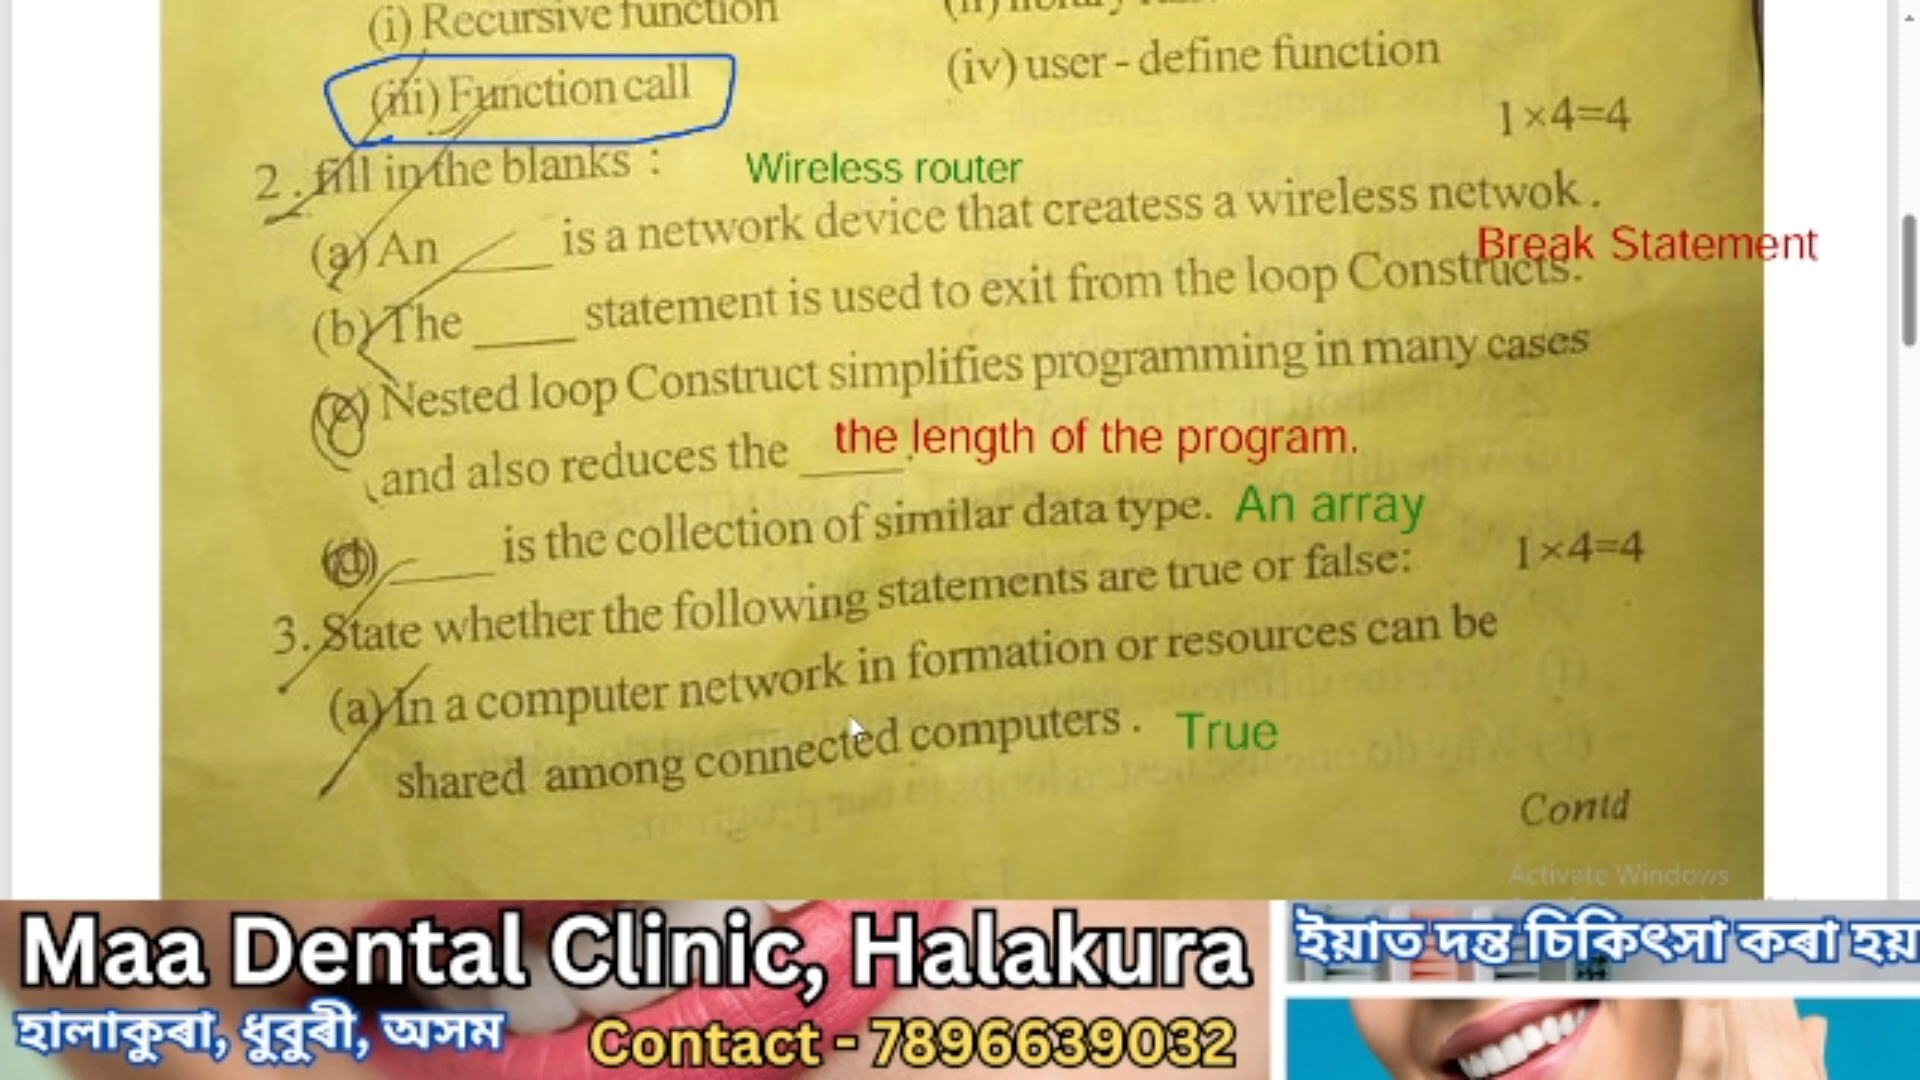 (i) Recursive function
(iii) Function call
(iv) user - define function
1×4=4
2. fill in the blanks :
Wireless router
(a) An ____ is a network device that createss a wireless netwok .
Break Statement
(b) The ____ statement is used to exit from the loop Constructs.
(c) Nested loop Construct simplifies programming in many cases
and also reduces the ____ .
the length of the program.
(d) ____ is the collection of similar data type.
An array
3. State whether the following statements are true or false:
1×4=4
(a) In a computer network in formation or resources can be
shared among connected computers .
True
Contd
Activate Windows
Maa Dental Clinic, Halakura
ইয়াত দন্ত চিকিৎসা কৰা হয়
হালাকুৰা, ধুবুৰী, অসম
Contact - 7896639032